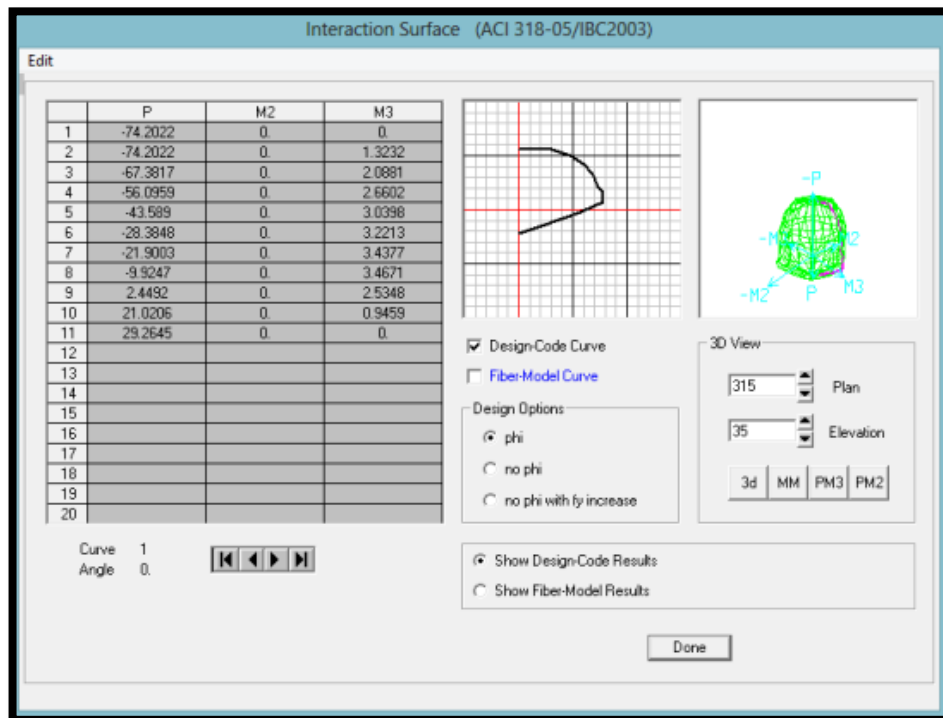 Interaction Surface (ACI 318-05/IBC2003)
Edit
P M2 M3
1 -74.2022 0. 0.
2 -74.2022 0. 1.3232
3 -67.3817 0. 2.0881
4 -56.0959 0. 2.6602
5 -43.589 0. 3.0398
6 -28.3848 0. 3.2213
7 -21.9003 0. 3.4377
8 -9.9247 0. 3.4671
9 2.4492 0. 2.5348
10 21.0206 0. 0.9459
11 29.2645 0. 0.
12
13
14
15
16
17
18
19
20
Curve 1
Angle 0.
-P
M2
-M2
P
M3
Design-Code Curve
Fiber-Model Curve
Design Options
phi
no phi
no phi with fy increase
3D View
315 Plan
35 Elevation
3d MM PM3 PM2
Show Design-Code Results
Show Fiber-Model Results
Done